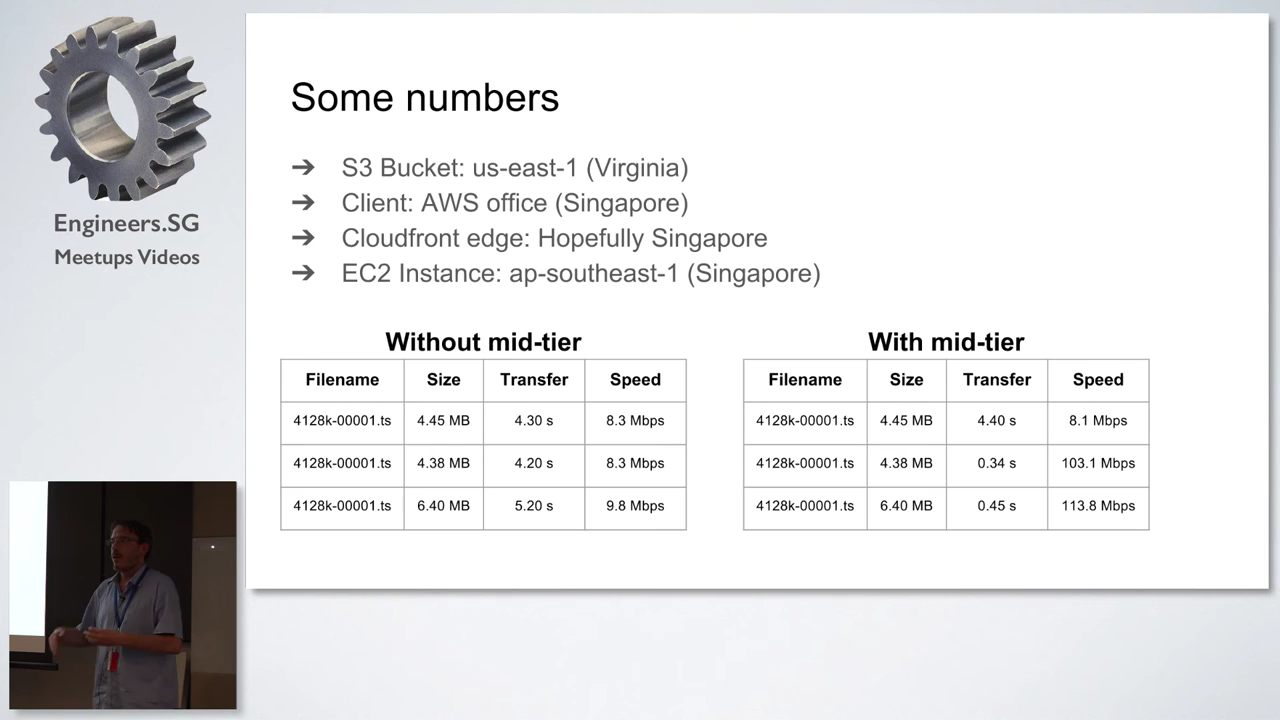 Engineers.SG
Meetups Videos
Some numbers
➔ S3 Bucket: us-east-1 (Virginia)
➔ Client: AWS office (Singapore)
➔ Cloudfront edge: Hopefully Singapore
➔ EC2 Instance: ap-southeast-1 (Singapore)
Without mid-tier
Filename Size Transfer Speed
4128k-00001.ts 4.45 MB 4.30 s 8.3 Mbps
4128k-00001.ts 4.38 MB 4.20 s 8.3 Mbps
4128k-00001.ts 6.40 MB 5.20 s 9.8 Mbps
With mid-tier
Filename Size Transfer Speed
4128k-00001.ts 4.45 MB 4.40 s 8.1 Mbps
4128k-00001.ts 4.38 MB 0.34 s 103.1 Mbps
4128k-00001.ts 6.40 MB 0.45 s 113.8 Mbps